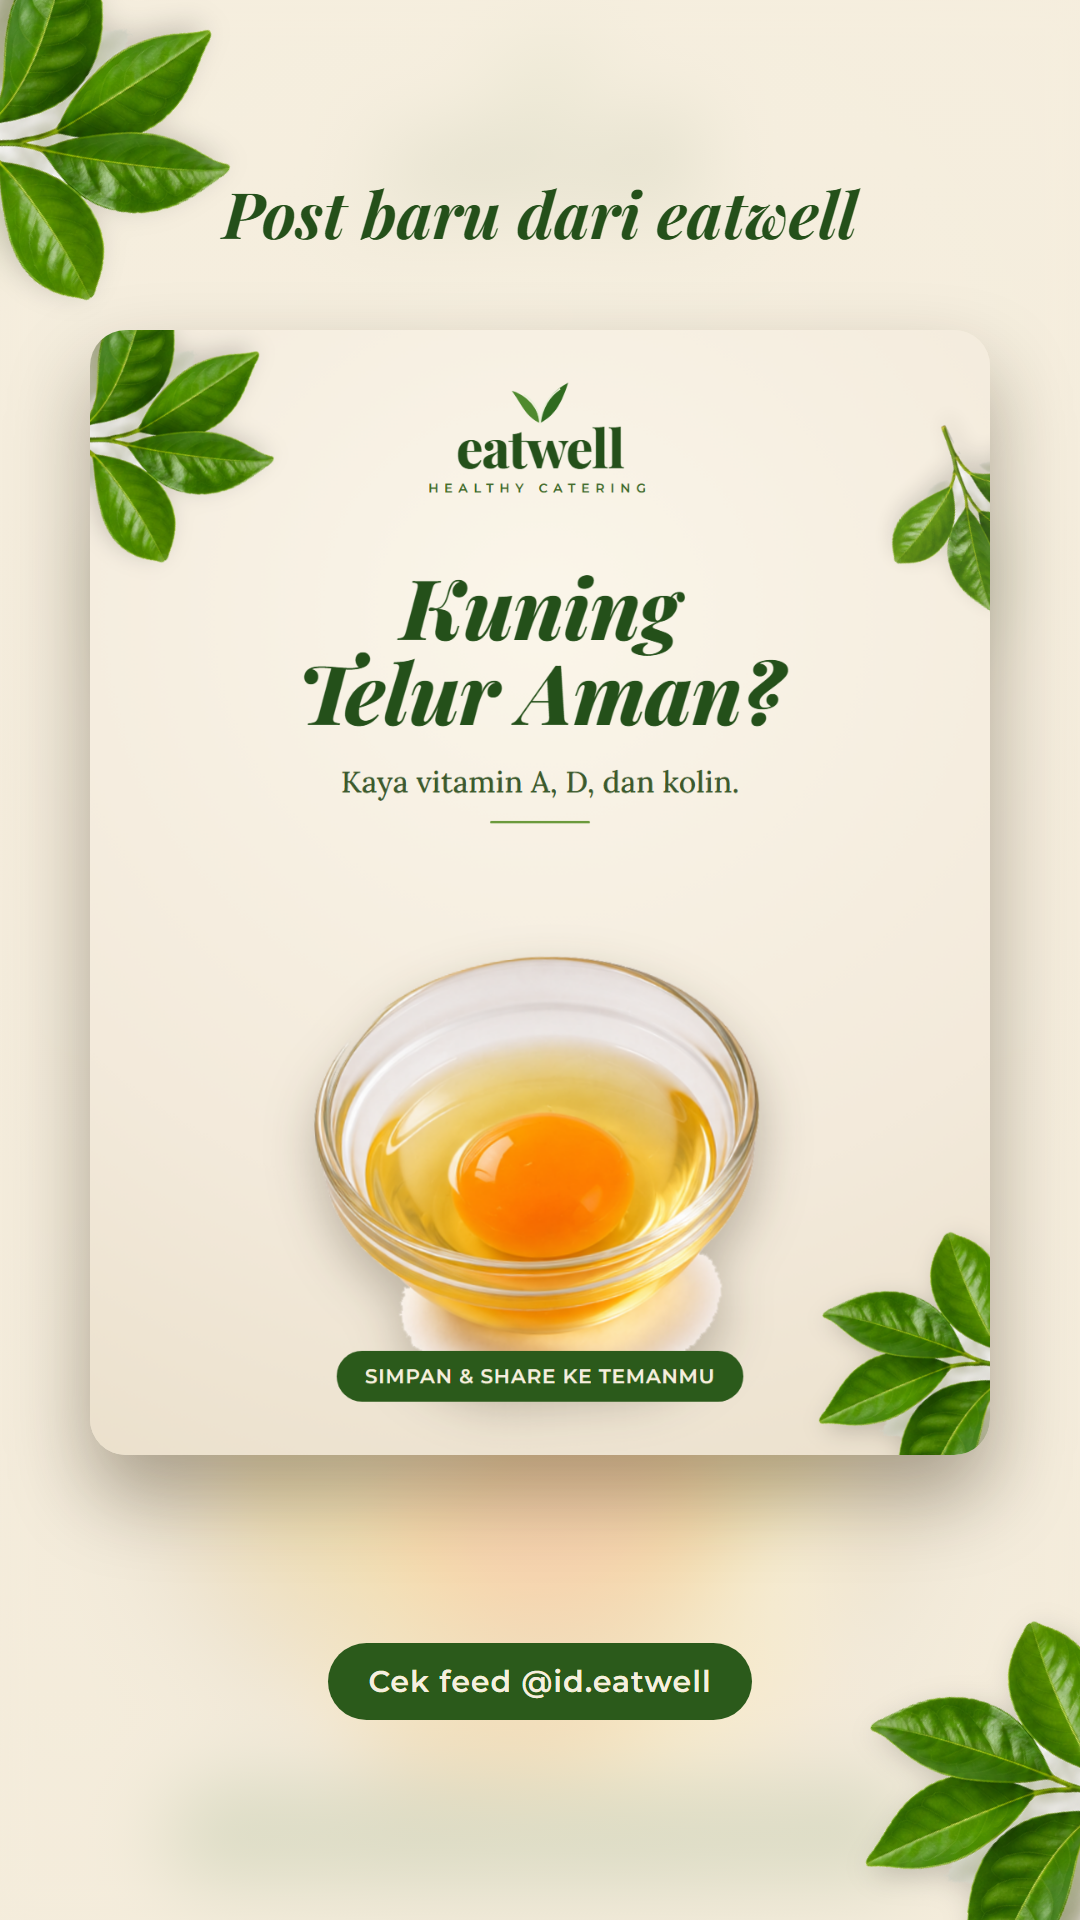 Post baru dari eatwell
eatwell
HEALTHY CATERING
Kuning
Telur Aman?
Kaya vitamin A, D, dan kolin.
SIMPAN & SHARE KE TEMANMU
Cek feed @id.eatwell